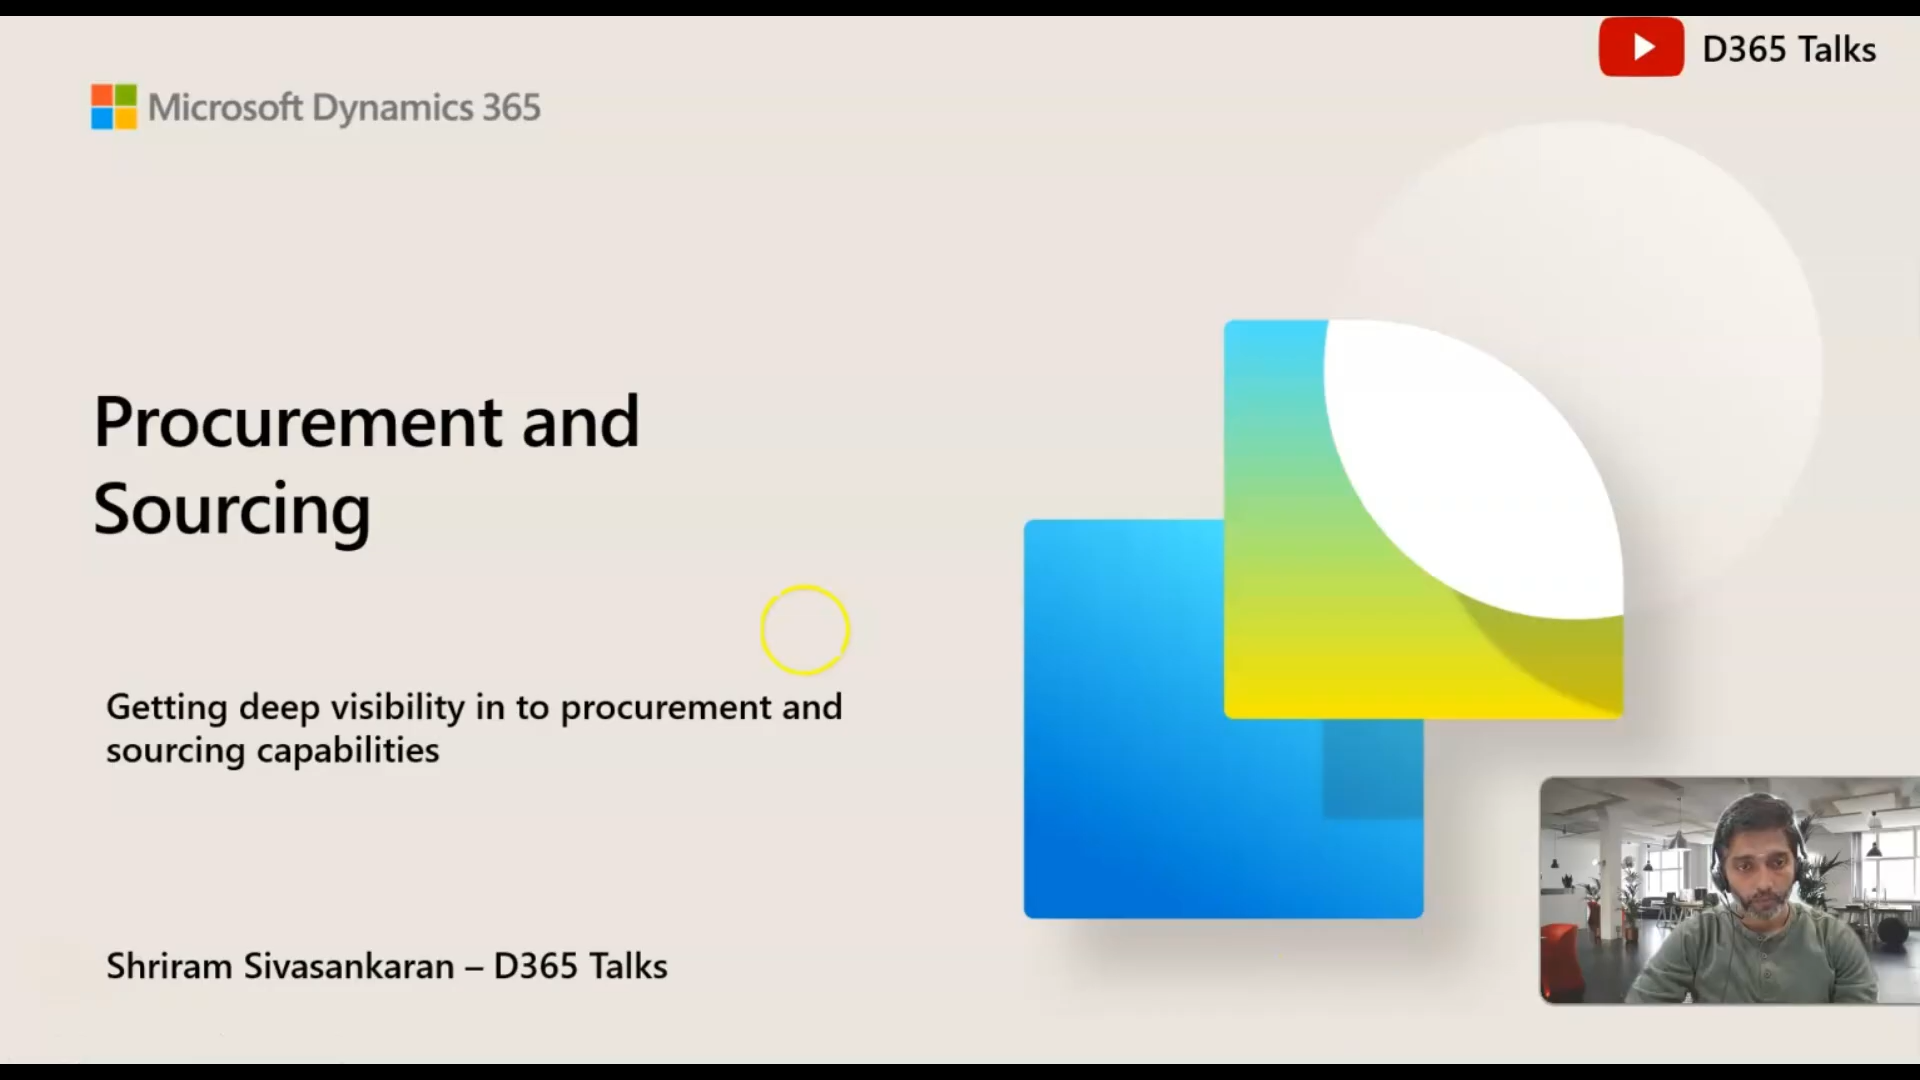 D365 Talks
Microsoft Dynamics 365
Procurement and
Sourcing
Getting deep visibility in to procurement and
sourcing capabilities
Shriram Sivasankaran – D365 Talks